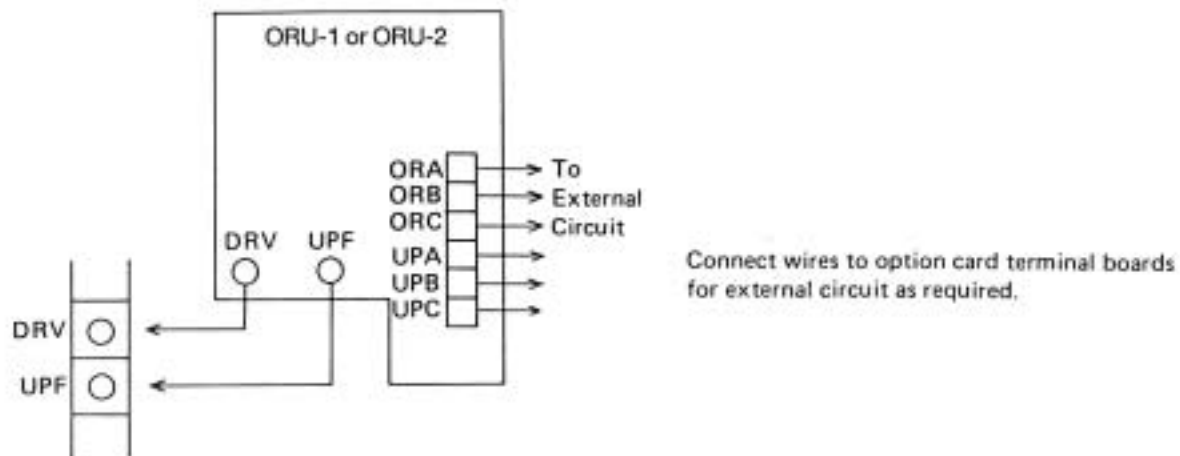 ORU-1 or ORU-2
ORA
To
ORB
External
ORC
Circuit
DRV
UPF
UPA
UPB
UPC
Connect wires to option card terminal boards
for external circuit as required.
DRV
UPF